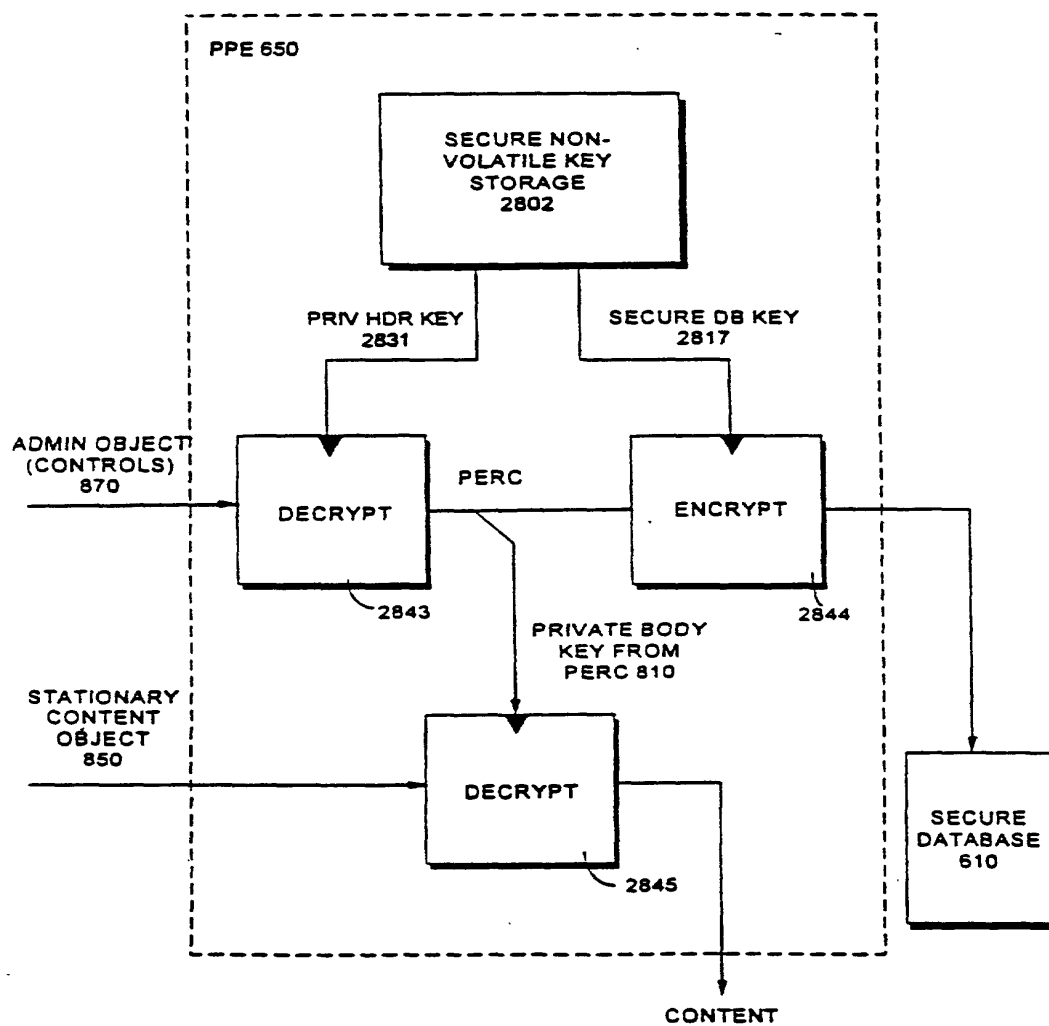 PPE 650
SECURE NON-
VOLATILE KEY
STORAGE
2802
PRIV HDR KEY
2831
SECURE DB KEY
2817
ADMIN OBJECT
(CONTROLS)
870
DECRYPT
PERC
ENCRYPT
2843
2844
PRIVATE BODY
KEY FROM
PERC 810
STATIONARY
CONTENT
OBJECT
850
DECRYPT
2845
SECURE
DATABASE
610
CONTENT